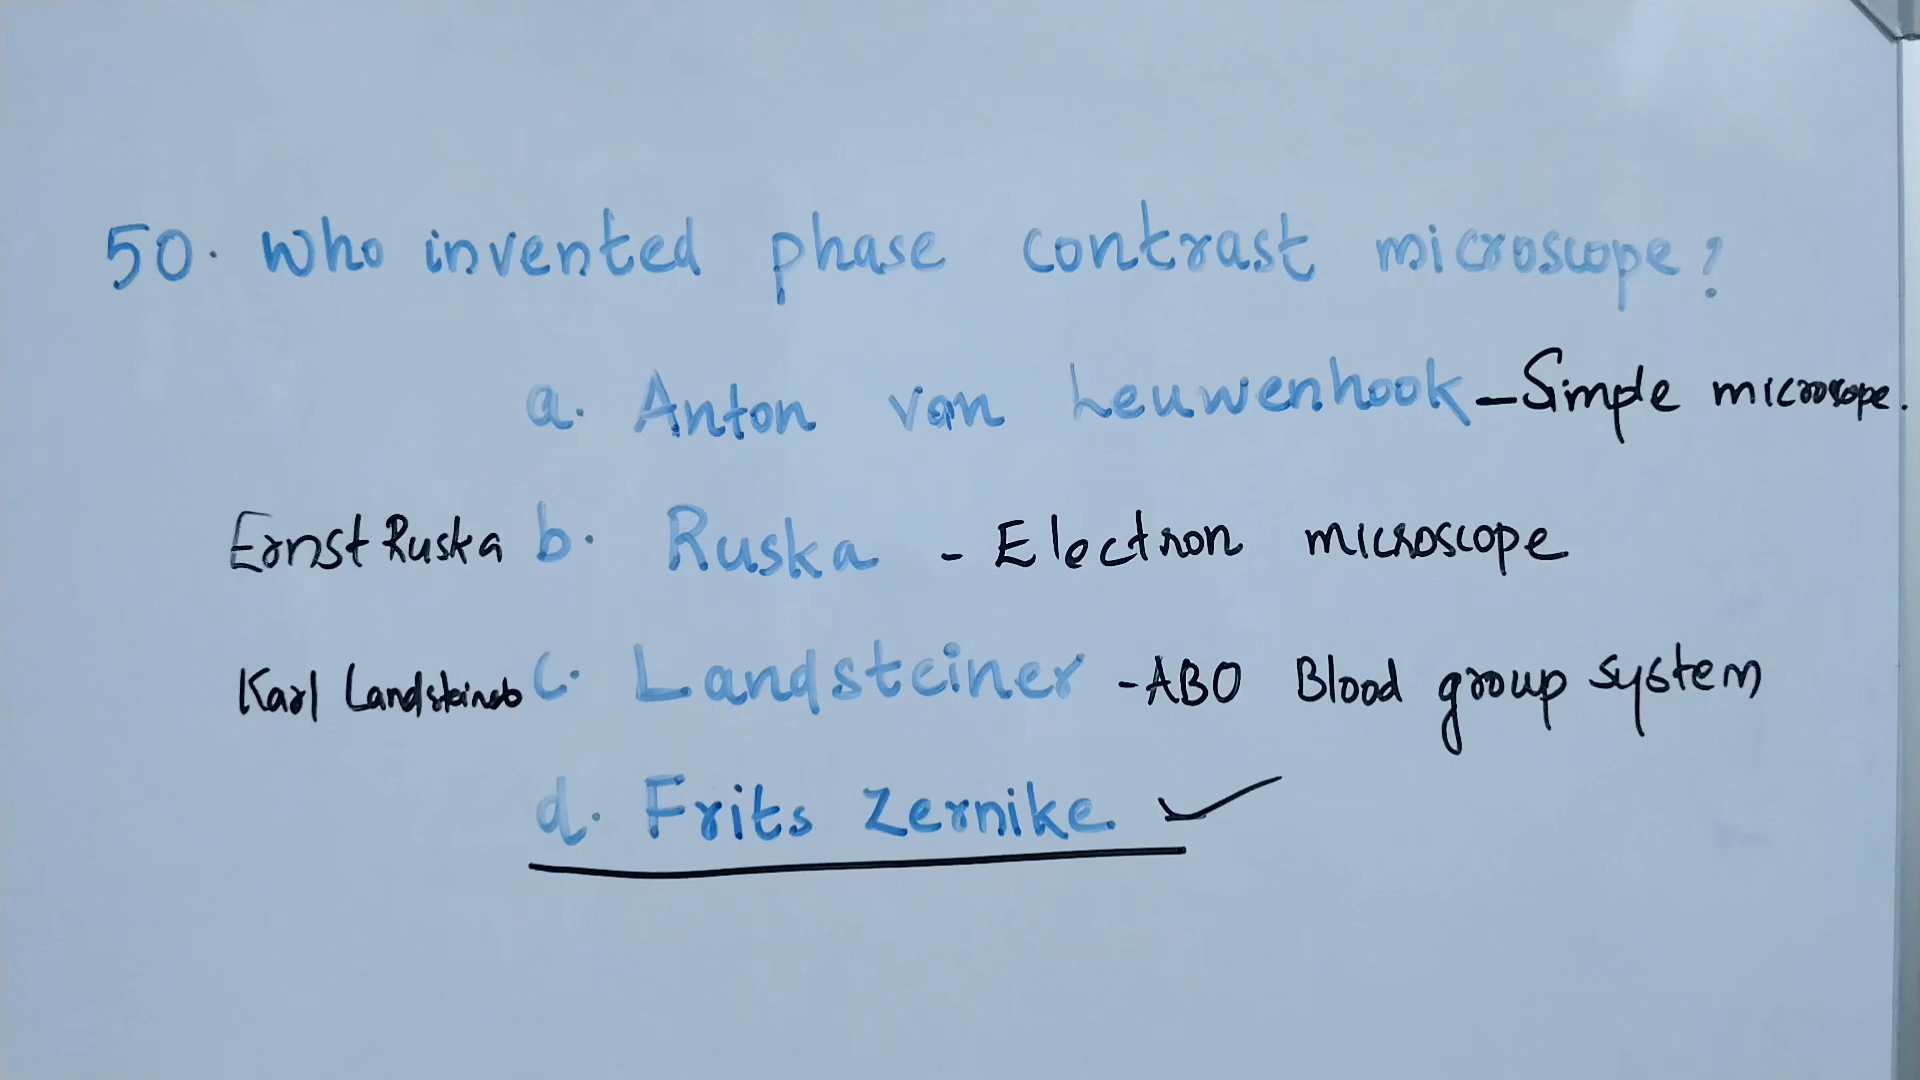 50. Who invented phase contrast microscope?
a. Anton van Leuwenhook - Simple microscope.
Ernst Ruska b. Ruska - Electron microscope
Karl Landsteiner c. Landsteiner - ABO Blood group system
d. Frits Zernike. ✓